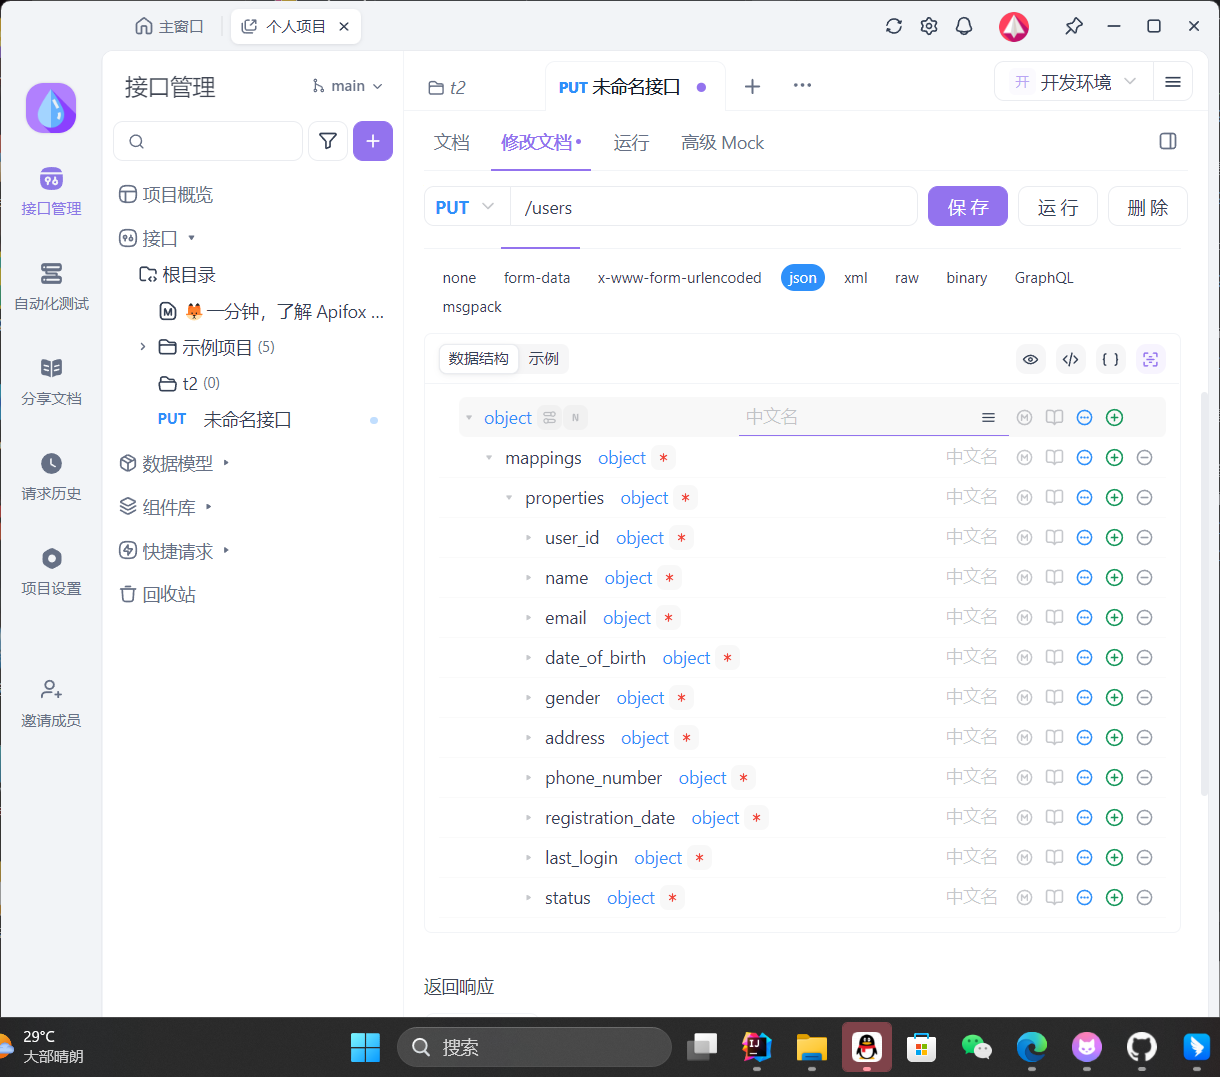 主窗口
个人项目
接口管理
main
t2
PUT 未命名接口
开 开发环境
文档
修改文档
运行
高级 Mock
PUT
/users
保 存
运 行
删 除
none
form-data
x-www-form-urlencoded
json
xml
raw
binary
GraphQL
msgpack
数据结构
示例
object N 中文名
mappings object * 中文名
properties object * 中文名
user_id object * 中文名
name object * 中文名
email object * 中文名
date_of_birth object * 中文名
gender object * 中文名
address object * 中文名
phone_number object * 中文名
registration_date object * 中文名
last_login object * 中文名
status object * 中文名
返回响应
项目概览
接口
根目录
一分钟，了解 Apifox ...
示例项目 (5)
t2 (0)
PUT 未命名接口
数据模型
组件库
快捷请求
回收站
接口管理
自动化测试
分享文档
请求历史
项目设置
邀请成员
29°C
大部晴朗
搜索